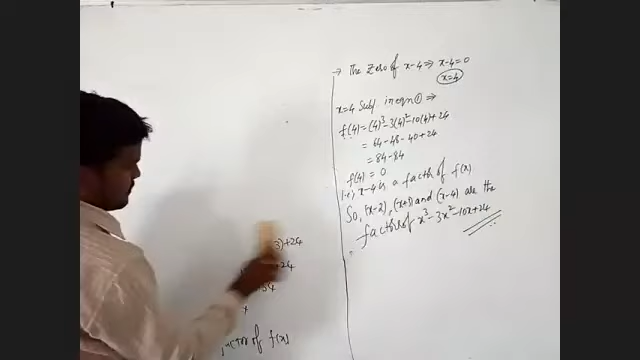 → The Zero of x-4 ⇒ x-4=0
x=4
x=4 Sub. in eqn ① ⇒
f(4)=(4)³-3(4)²-10(4)+24
= 64-48-40+24
= 84-84
f(4) = 0
(i.e) x-4 is a factor of f(x)
So, (x-2), (x+3) and (x-4) are the
factors of x³-3x²-10x+24
3)+24
+24
x
factor of f(x)